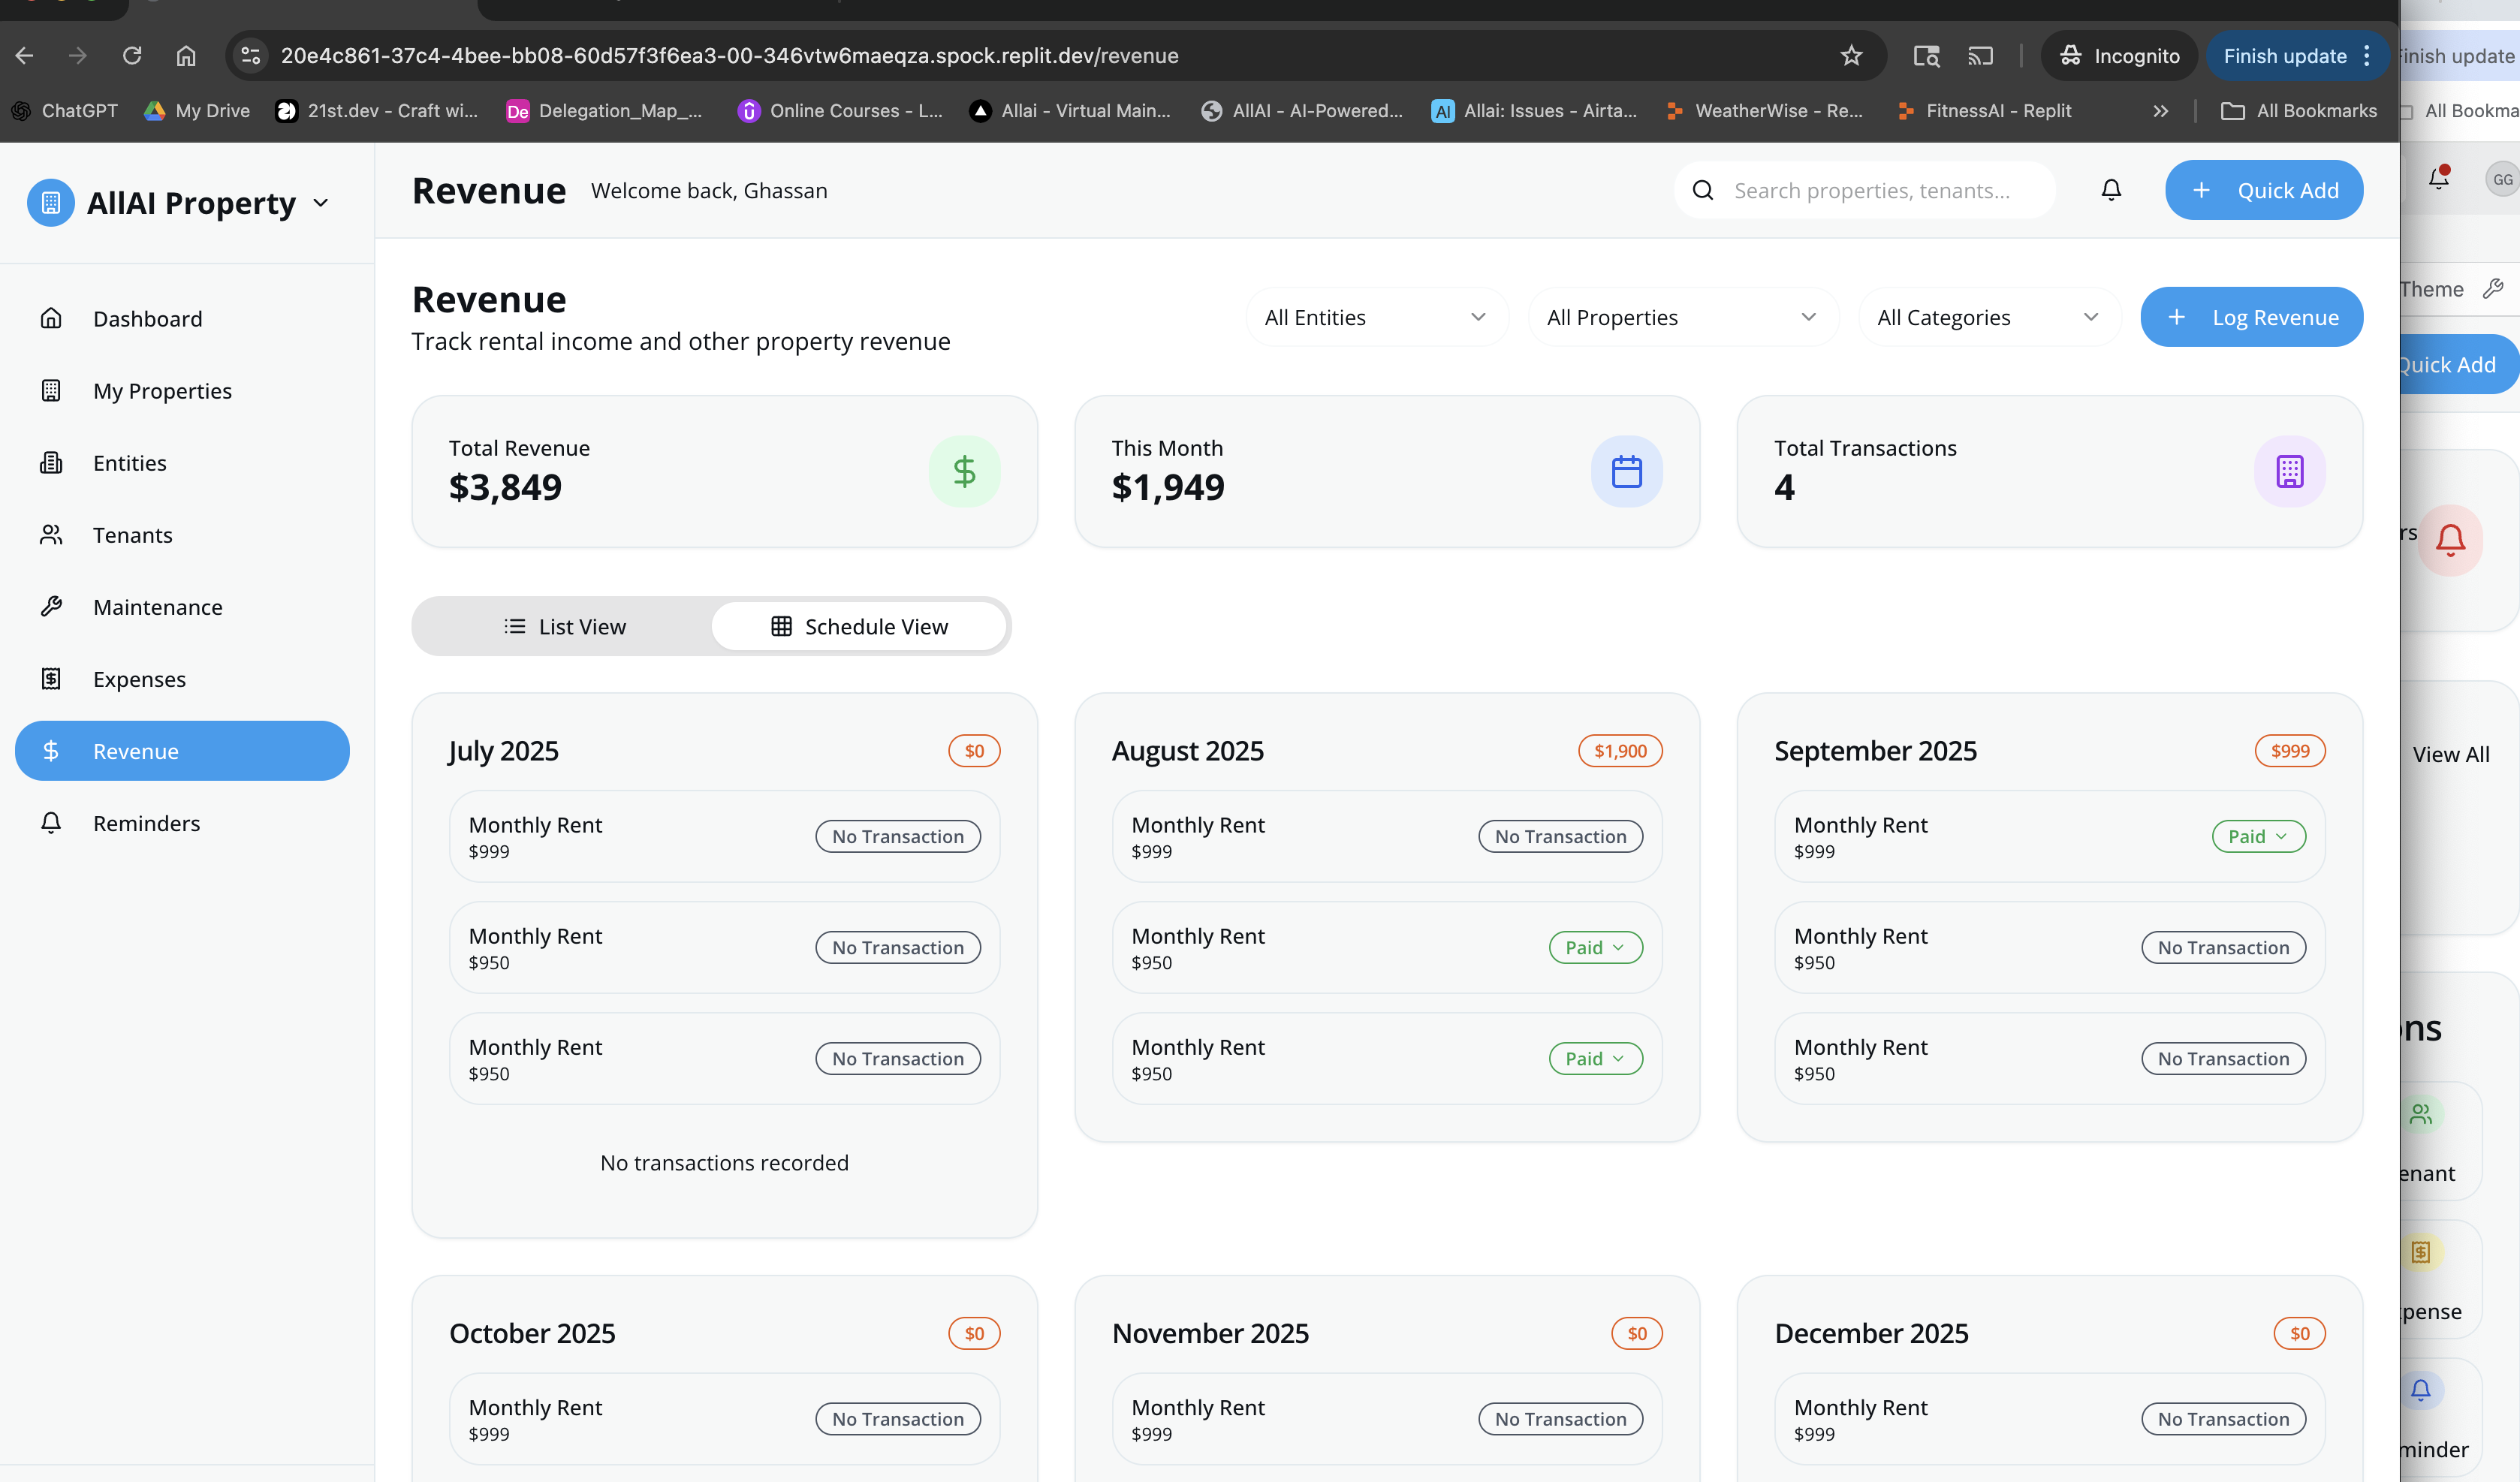 20e4c861-37c4-4bee-bb08-60d57f3f6ea3-00-346vtw6maeqza.spock.replit.dev/revenue
Incognito
Finish update
Finish update
ChatGPT
My Drive
21st.dev - Craft wi...
Delegation_Map_...
Online Courses - L...
Allai - Virtual Main...
AllAI - AI-Powered...
Allai: Issues - Airta...
WeatherWise - Re...
FitnessAI - Replit
All Bookmarks
All Bookma
AllAI Property
Revenue
Welcome back, Ghassan
Search properties, tenants...
Quick Add
GG
Dashboard
My Properties
Entities
Tenants
Maintenance
Expenses
Revenue
Reminders
Revenue
Track rental income and other property revenue
All Entities
All Properties
All Categories
Log Revenue
Theme
Quick Add
Total Revenue
$3,849
This Month
$1,949
Total Transactions
4
rs
List View
Schedule View
July 2025
$0
Monthly Rent
$999
No Transaction
Monthly Rent
$950
No Transaction
Monthly Rent
$950
No Transaction
No transactions recorded
August 2025
$1,900
Monthly Rent
$999
No Transaction
Monthly Rent
$950
Paid
Monthly Rent
$950
Paid
September 2025
$999
Monthly Rent
$999
Paid
Monthly Rent
$950
No Transaction
Monthly Rent
$950
No Transaction
View All
ons
enant
pense
minder
October 2025
$0
Monthly Rent
$999
No Transaction
November 2025
$0
Monthly Rent
$999
No Transaction
December 2025
$0
Monthly Rent
$999
No Transaction